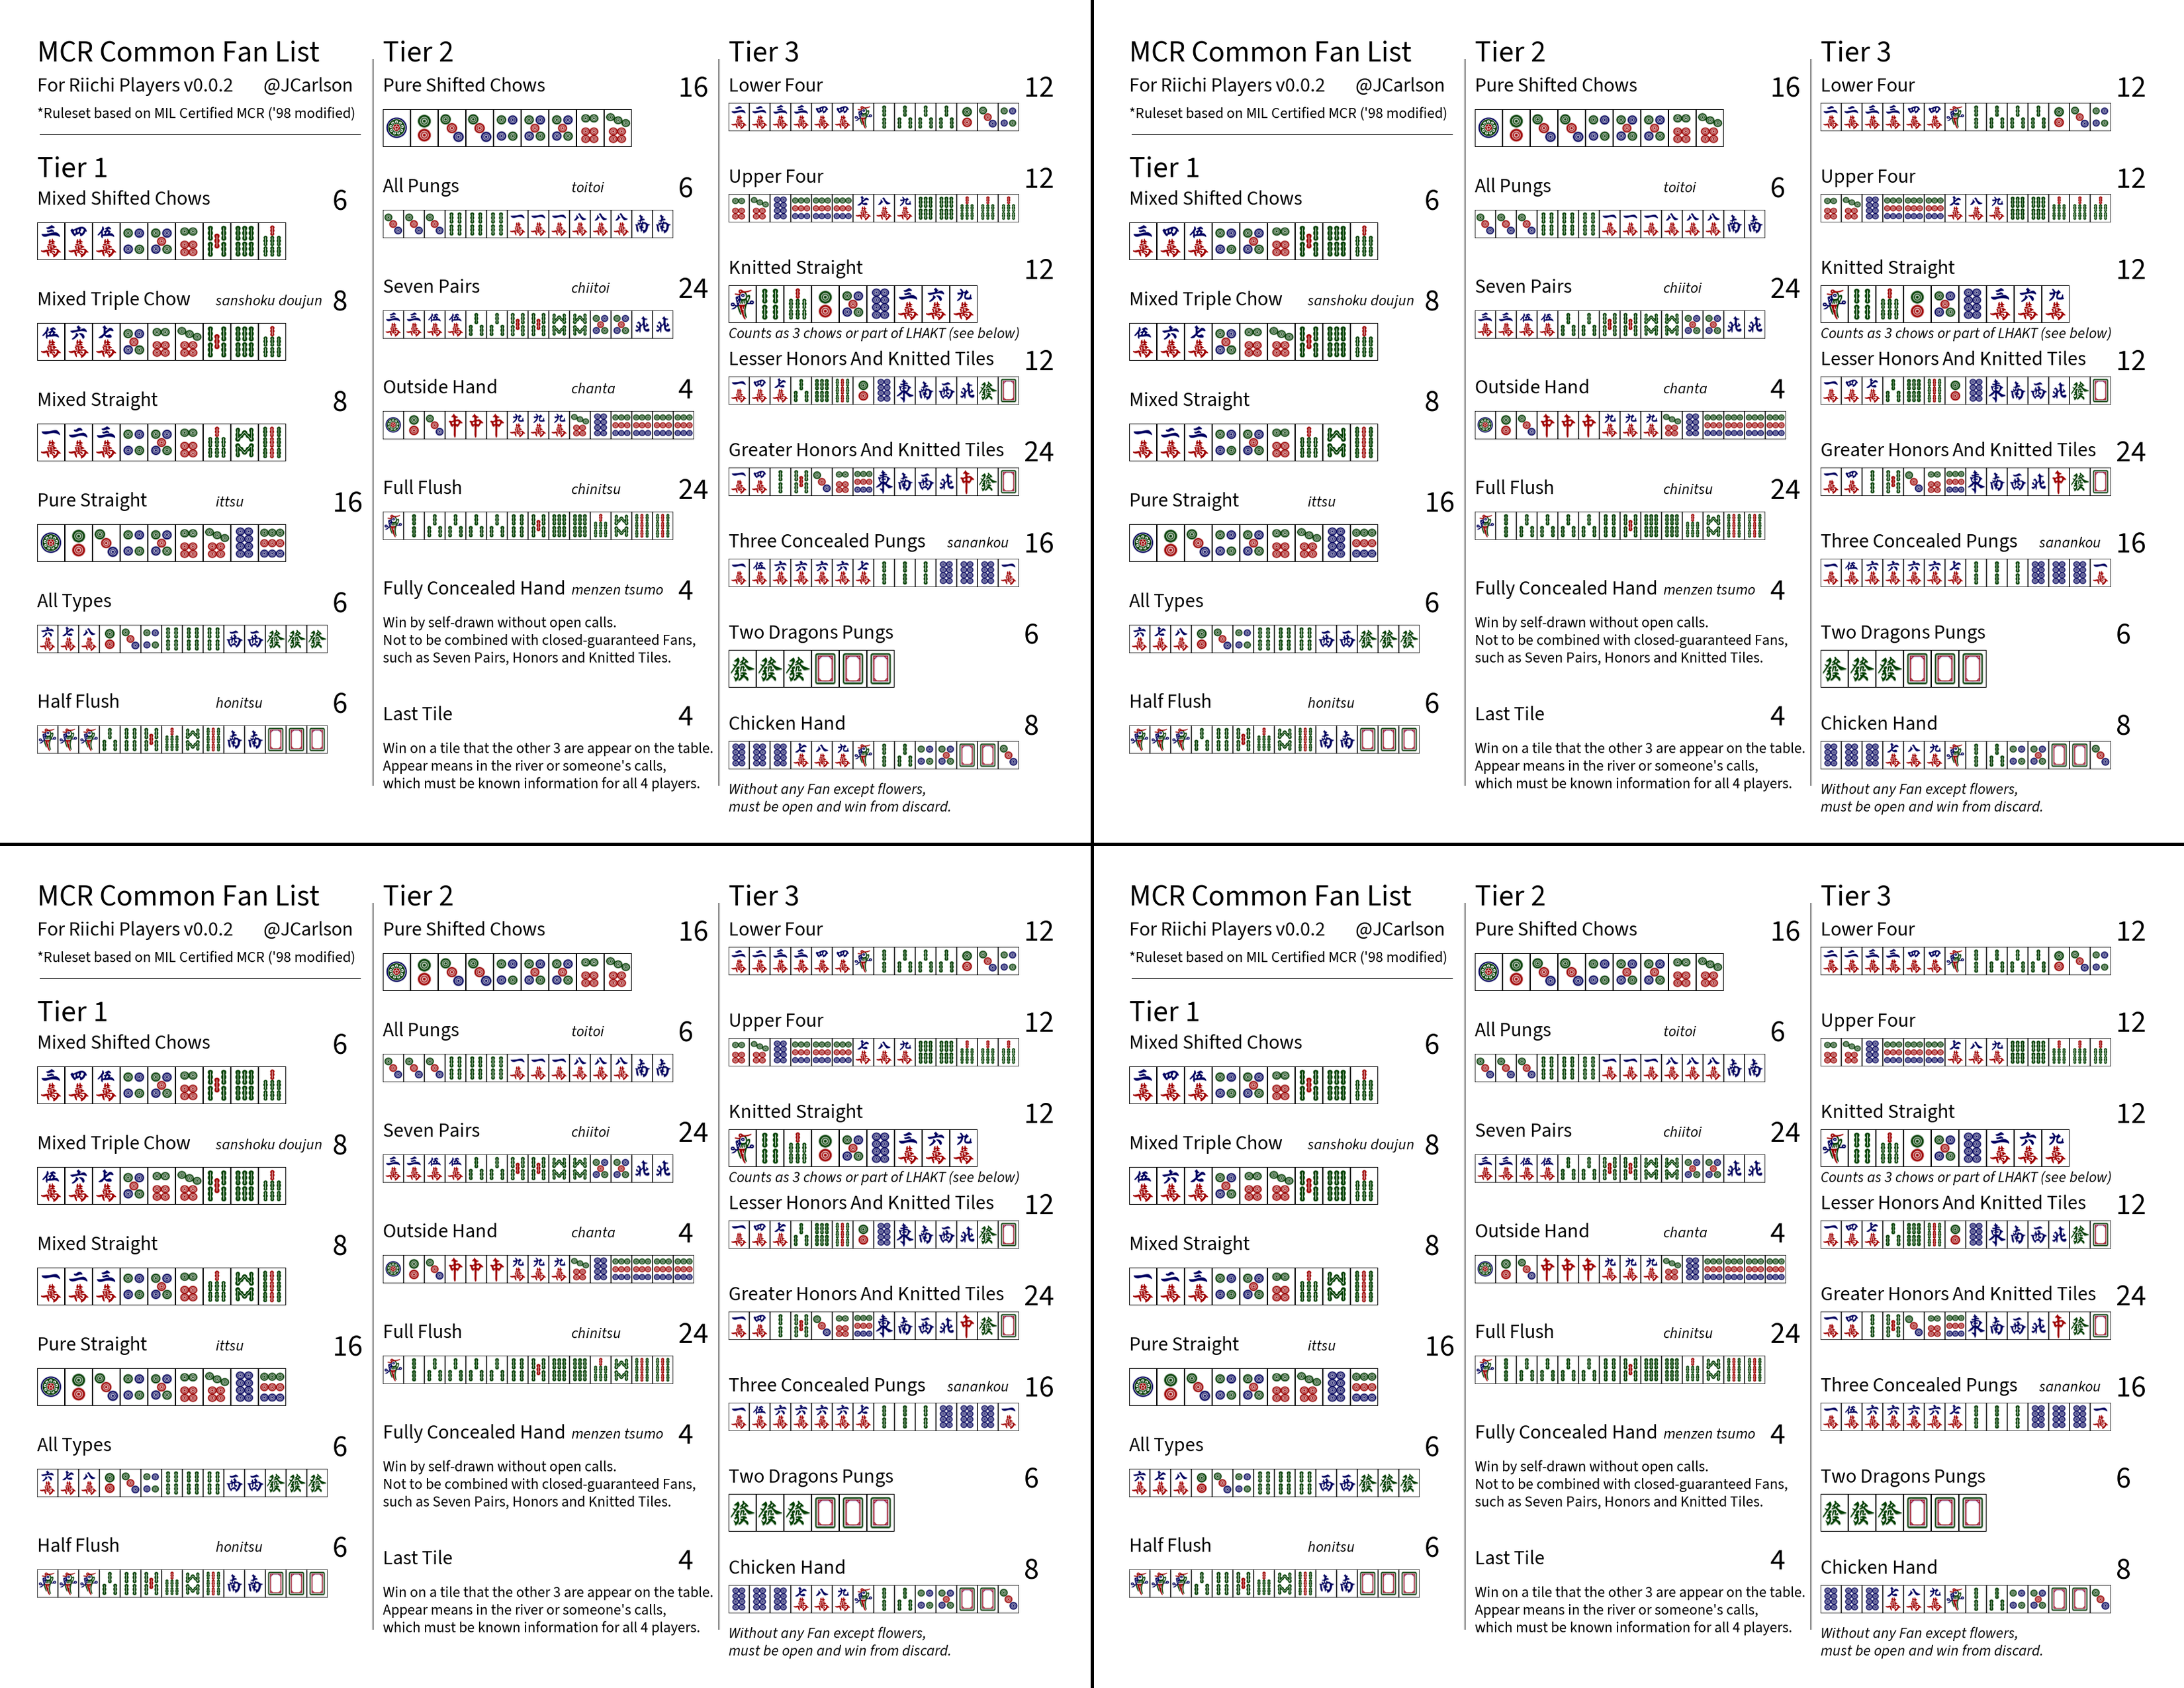 MCR Common Fan List
For Riichi Players v0.0.2 @JCarlson
*Ruleset based on MIL Certified MCR ('98 modified)
Tier 1
Mixed Shifted Chows 6
Mixed Triple Chow sanshoku doujun 8
Mixed Straight 8
Pure Straight ittsu 16
All Types 6
Half Flush honitsu 6
Tier 2
Pure Shifted Chows 16
All Pungs toitoi 6
Seven Pairs chiitoi 24
Outside Hand chanta 4
Full Flush chinitsu 24
Fully Concealed Hand menzen tsumo 4
Win by self-drawn without open calls.
Not to be combined with closed-guaranteed Fans,
such as Seven Pairs, Honors and Knitted Tiles.
Last Tile 4
Win on a tile that the other 3 are appear on the table.
Appear means in the river or someone's calls,
which must be known information for all 4 players.
Tier 3
Lower Four 12
Upper Four 12
Knitted Straight 12
Counts as 3 chows or part of LHAKT (see below)
Lesser Honors And Knitted Tiles 12
Greater Honors And Knitted Tiles 24
Three Concealed Pungs sanankou 16
Two Dragons Pungs 6
Chicken Hand 8
Without any Fan except flowers,
must be open and win from discard.
MCR Common Fan List
For Riichi Players v0.0.2 @JCarlson
*Ruleset based on MIL Certified MCR ('98 modified)
Tier 1
Mixed Shifted Chows 6
Mixed Triple Chow sanshoku doujun 8
Mixed Straight 8
Pure Straight ittsu 16
All Types 6
Half Flush honitsu 6
Tier 2
Pure Shifted Chows 16
All Pungs toitoi 6
Seven Pairs chiitoi 24
Outside Hand chanta 4
Full Flush chinitsu 24
Fully Concealed Hand menzen tsumo 4
Win by self-drawn without open calls.
Not to be combined with closed-guaranteed Fans,
such as Seven Pairs, Honors and Knitted Tiles.
Last Tile 4
Win on a tile that the other 3 are appear on the table.
Appear means in the river or someone's calls,
which must be known information for all 4 players.
Tier 3
Lower Four 12
Upper Four 12
Knitted Straight 12
Counts as 3 chows or part of LHAKT (see below)
Lesser Honors And Knitted Tiles 12
Greater Honors And Knitted Tiles 24
Three Concealed Pungs sanankou 16
Two Dragons Pungs 6
Chicken Hand 8
Without any Fan except flowers,
must be open and win from discard.
MCR Common Fan List
For Riichi Players v0.0.2 @JCarlson
*Ruleset based on MIL Certified MCR ('98 modified)
Tier 1
Mixed Shifted Chows 6
Mixed Triple Chow sanshoku doujun 8
Mixed Straight 8
Pure Straight ittsu 16
All Types 6
Half Flush honitsu 6
Tier 2
Pure Shifted Chows 16
All Pungs toitoi 6
Seven Pairs chiitoi 24
Outside Hand chanta 4
Full Flush chinitsu 24
Fully Concealed Hand menzen tsumo 4
Win by self-drawn without open calls.
Not to be combined with closed-guaranteed Fans,
such as Seven Pairs, Honors and Knitted Tiles.
Last Tile 4
Win on a tile that the other 3 are appear on the table.
Appear means in the river or someone's calls,
which must be known information for all 4 players.
Tier 3
Lower Four 12
Upper Four 12
Knitted Straight 12
Counts as 3 chows or part of LHAKT (see below)
Lesser Honors And Knitted Tiles 12
Greater Honors And Knitted Tiles 24
Three Concealed Pungs sanankou 16
Two Dragons Pungs 6
Chicken Hand 8
Without any Fan except flowers,
must be open and win from discard.
MCR Common Fan List
For Riichi Players v0.0.2 @JCarlson
*Ruleset based on MIL Certified MCR ('98 modified)
Tier 1
Mixed Shifted Chows 6
Mixed Triple Chow sanshoku doujun 8
Mixed Straight 8
Pure Straight ittsu 16
All Types 6
Half Flush honitsu 6
Tier 2
Pure Shifted Chows 16
All Pungs toitoi 6
Seven Pairs chiitoi 24
Outside Hand chanta 4
Full Flush chinitsu 24
Fully Concealed Hand menzen tsumo 4
Win by self-drawn without open calls.
Not to be combined with closed-guaranteed Fans,
such as Seven Pairs, Honors and Knitted Tiles.
Last Tile 4
Win on a tile that the other 3 are appear on the table.
Appear means in the river or someone's calls,
which must be known information for all 4 players.
Tier 3
Lower Four 12
Upper Four 12
Knitted Straight 12
Counts as 3 chows or part of LHAKT (see below)
Lesser Honors And Knitted Tiles 12
Greater Honors And Knitted Tiles 24
Three Concealed Pungs sanankou 16
Two Dragons Pungs 6
Chicken Hand 8
Without any Fan except flowers,
must be open and win from discard.